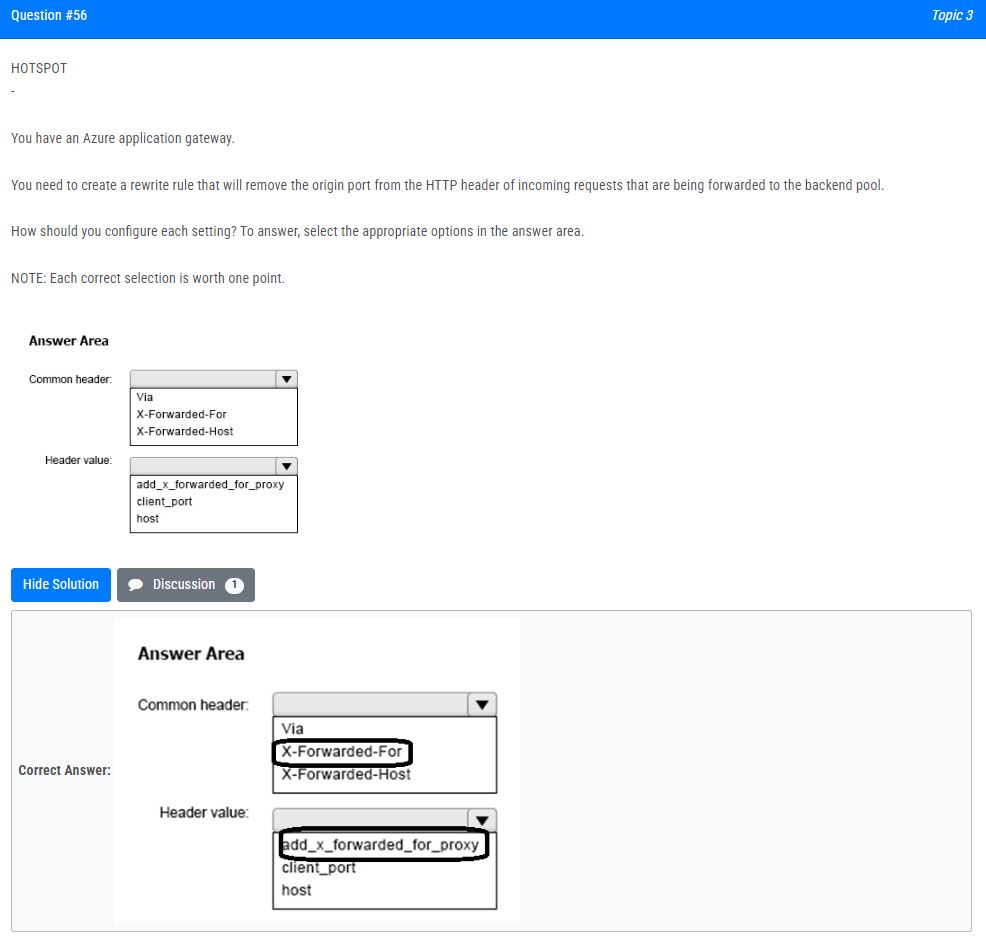 Question #56 Topic 3
HOTSPOT
-
You have an Azure application gateway.
You need to create a rewrite rule that will remove the origin port from the HTTP header of incoming requests that are being forwarded to the backend pool.
How should you configure each setting? To answer, select the appropriate options in the answer area.
NOTE: Each correct selection is worth one point.
Answer Area
Common header:
Via
X-Forwarded-For
X-Forwarded-Host
Header value:
add_x_forwarded_for_proxy
client_port
host
Hide Solution Discussion 1
Correct Answer:
Answer Area
Common header:
Via
X-Forwarded-For
X-Forwarded-Host
Header value:
add_x_forwarded_for_proxy
client_port
host